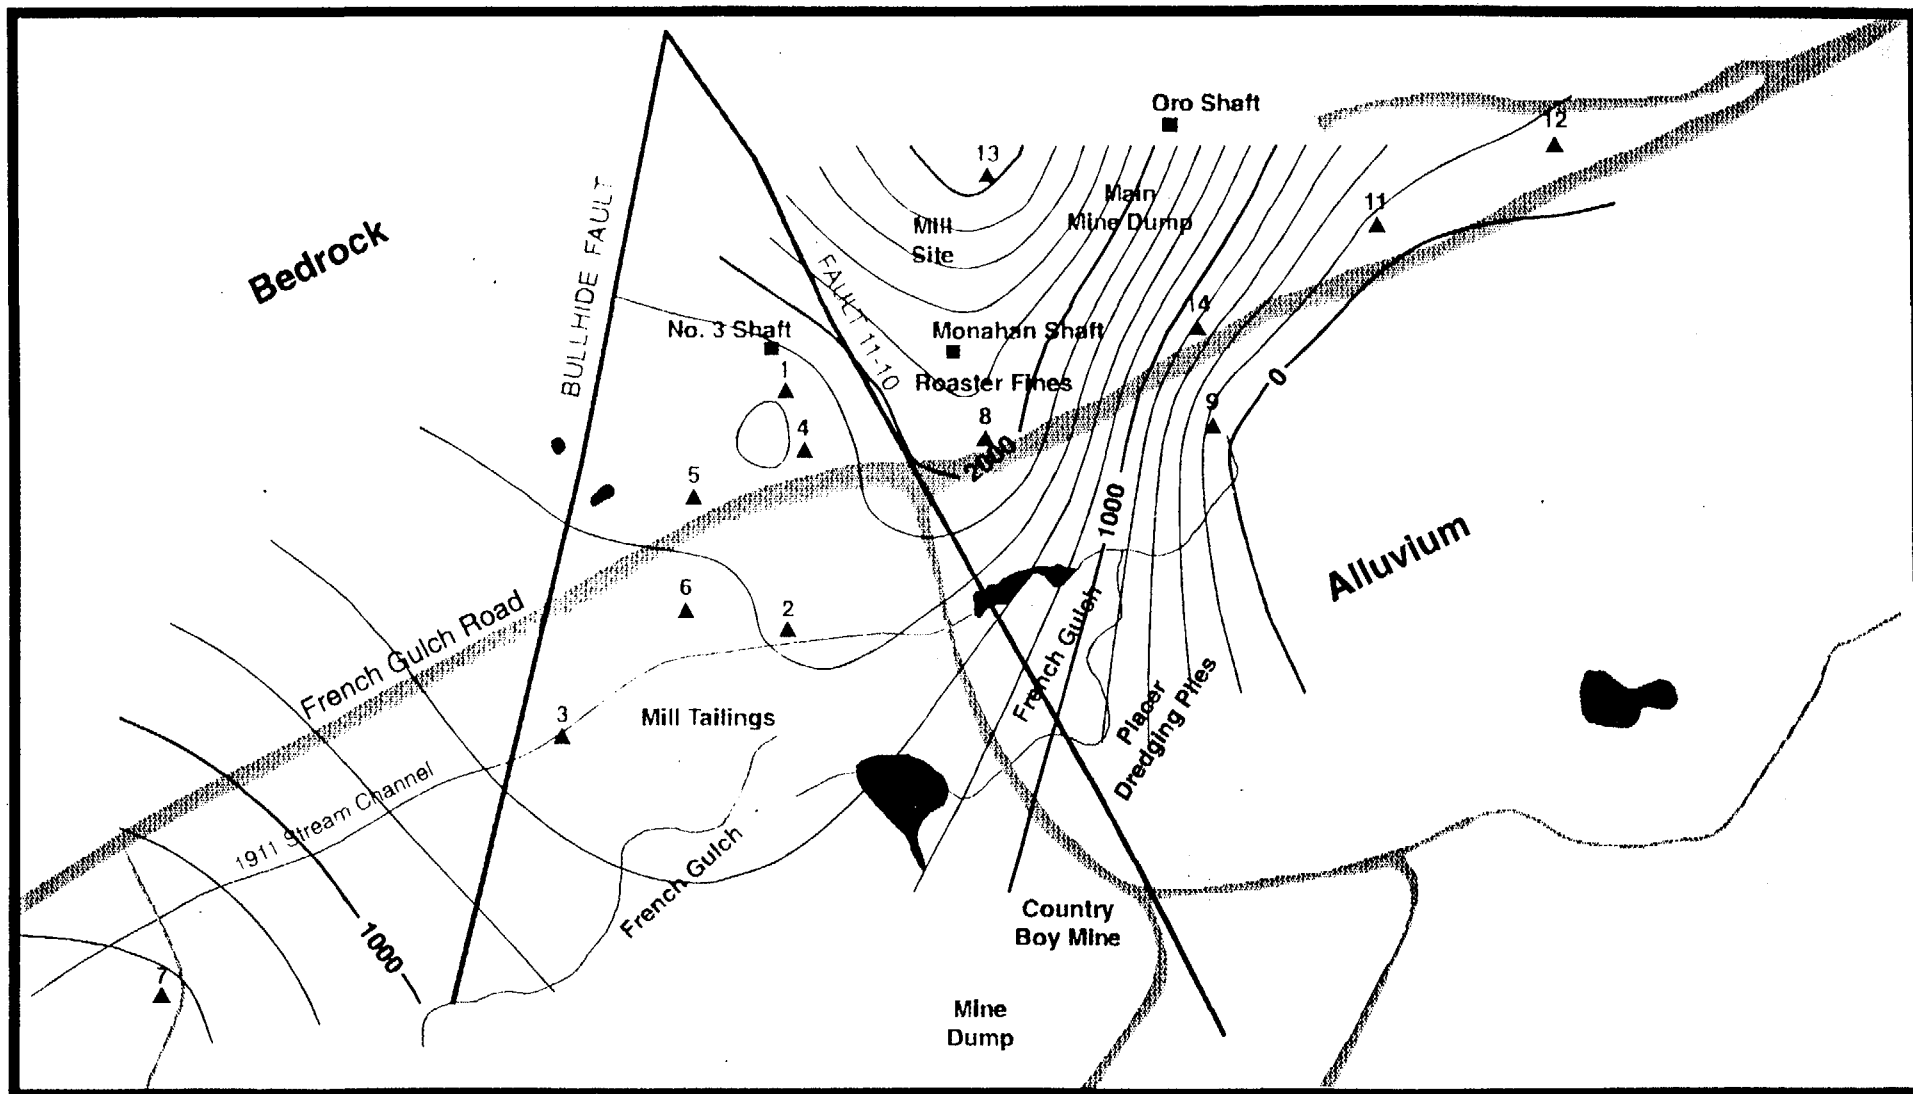 Oro Shaft
12
13
Main
Mine Dump
11
Mill
Site
Bedrock
BULLHIDE FAULT
FAULT 11-10
14
No. 3 Shaft
Monahan Shaft
1
Roaster Fines
0
9
4
8
2000
5
1000
Alluvium
6
2
French Gulch Road
French Gulch
3
Mill Tailings
Placer
Dredging Piles
1911 Stream Channel
French Gulch
Country
Boy Mine
1000
7
Mine
Dump